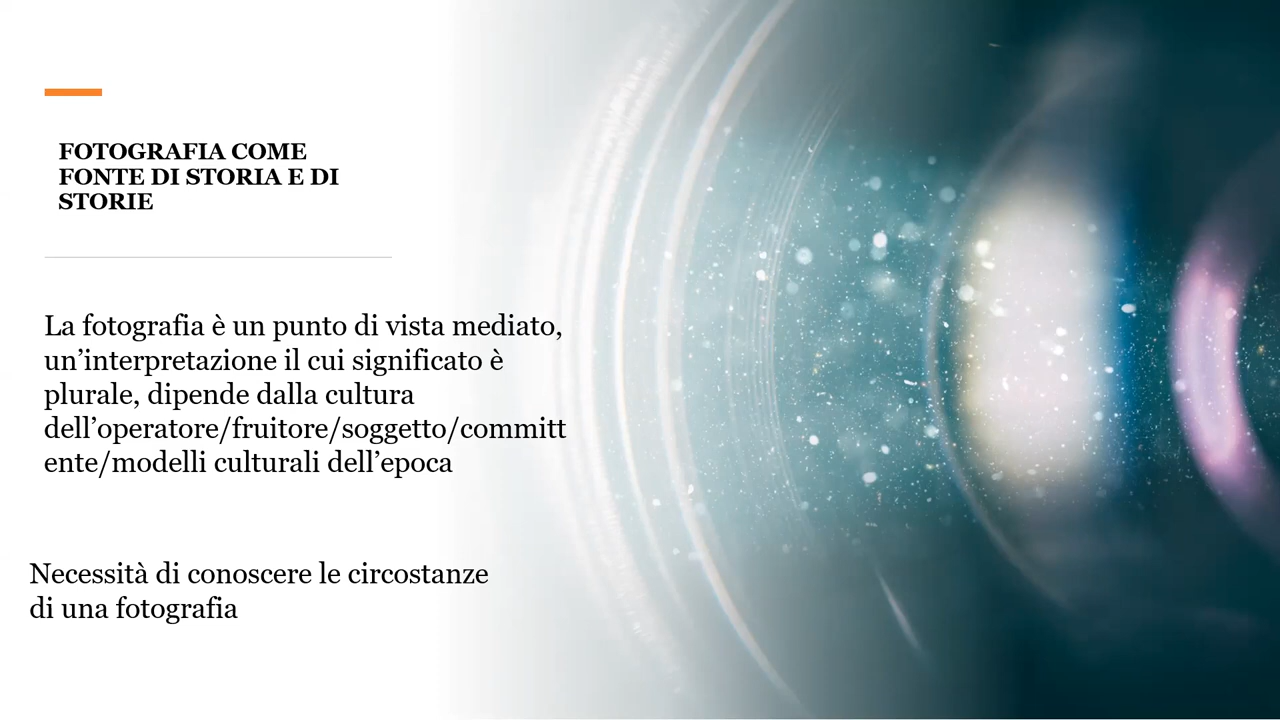 FOTOGRAFIA COME
FONTE DI STORIA E DI
STORIE
La fotografia è un punto di vista mediato,
un’interpretazione il cui significato è
plurale, dipende dalla cultura
dell’operatore/fruitore/soggetto/committ
ente/modelli culturali dell’epoca
Necessità di conoscere le circostanze
di una fotografia